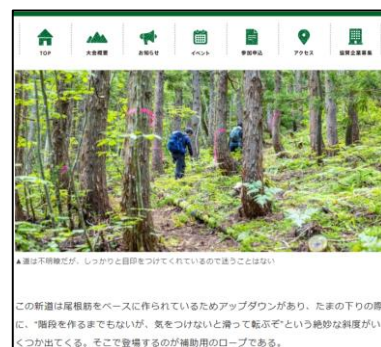 TOP
大会概要
お知らせ
イベント
参加申込
アクセス
協賛企業募集
▲道は不明瞭だが、しっかりと目印をつけてくれているので迷うことはない
この新道は尾根筋をベースに作られているためアップダウンがあり、たまの下りの際
に、“階段を作るまでもないが、気をつけないと滑って転ぶぞ”という絶妙な斜度がい
くつか出てくる。そこで登場するのが補助用のロープである。